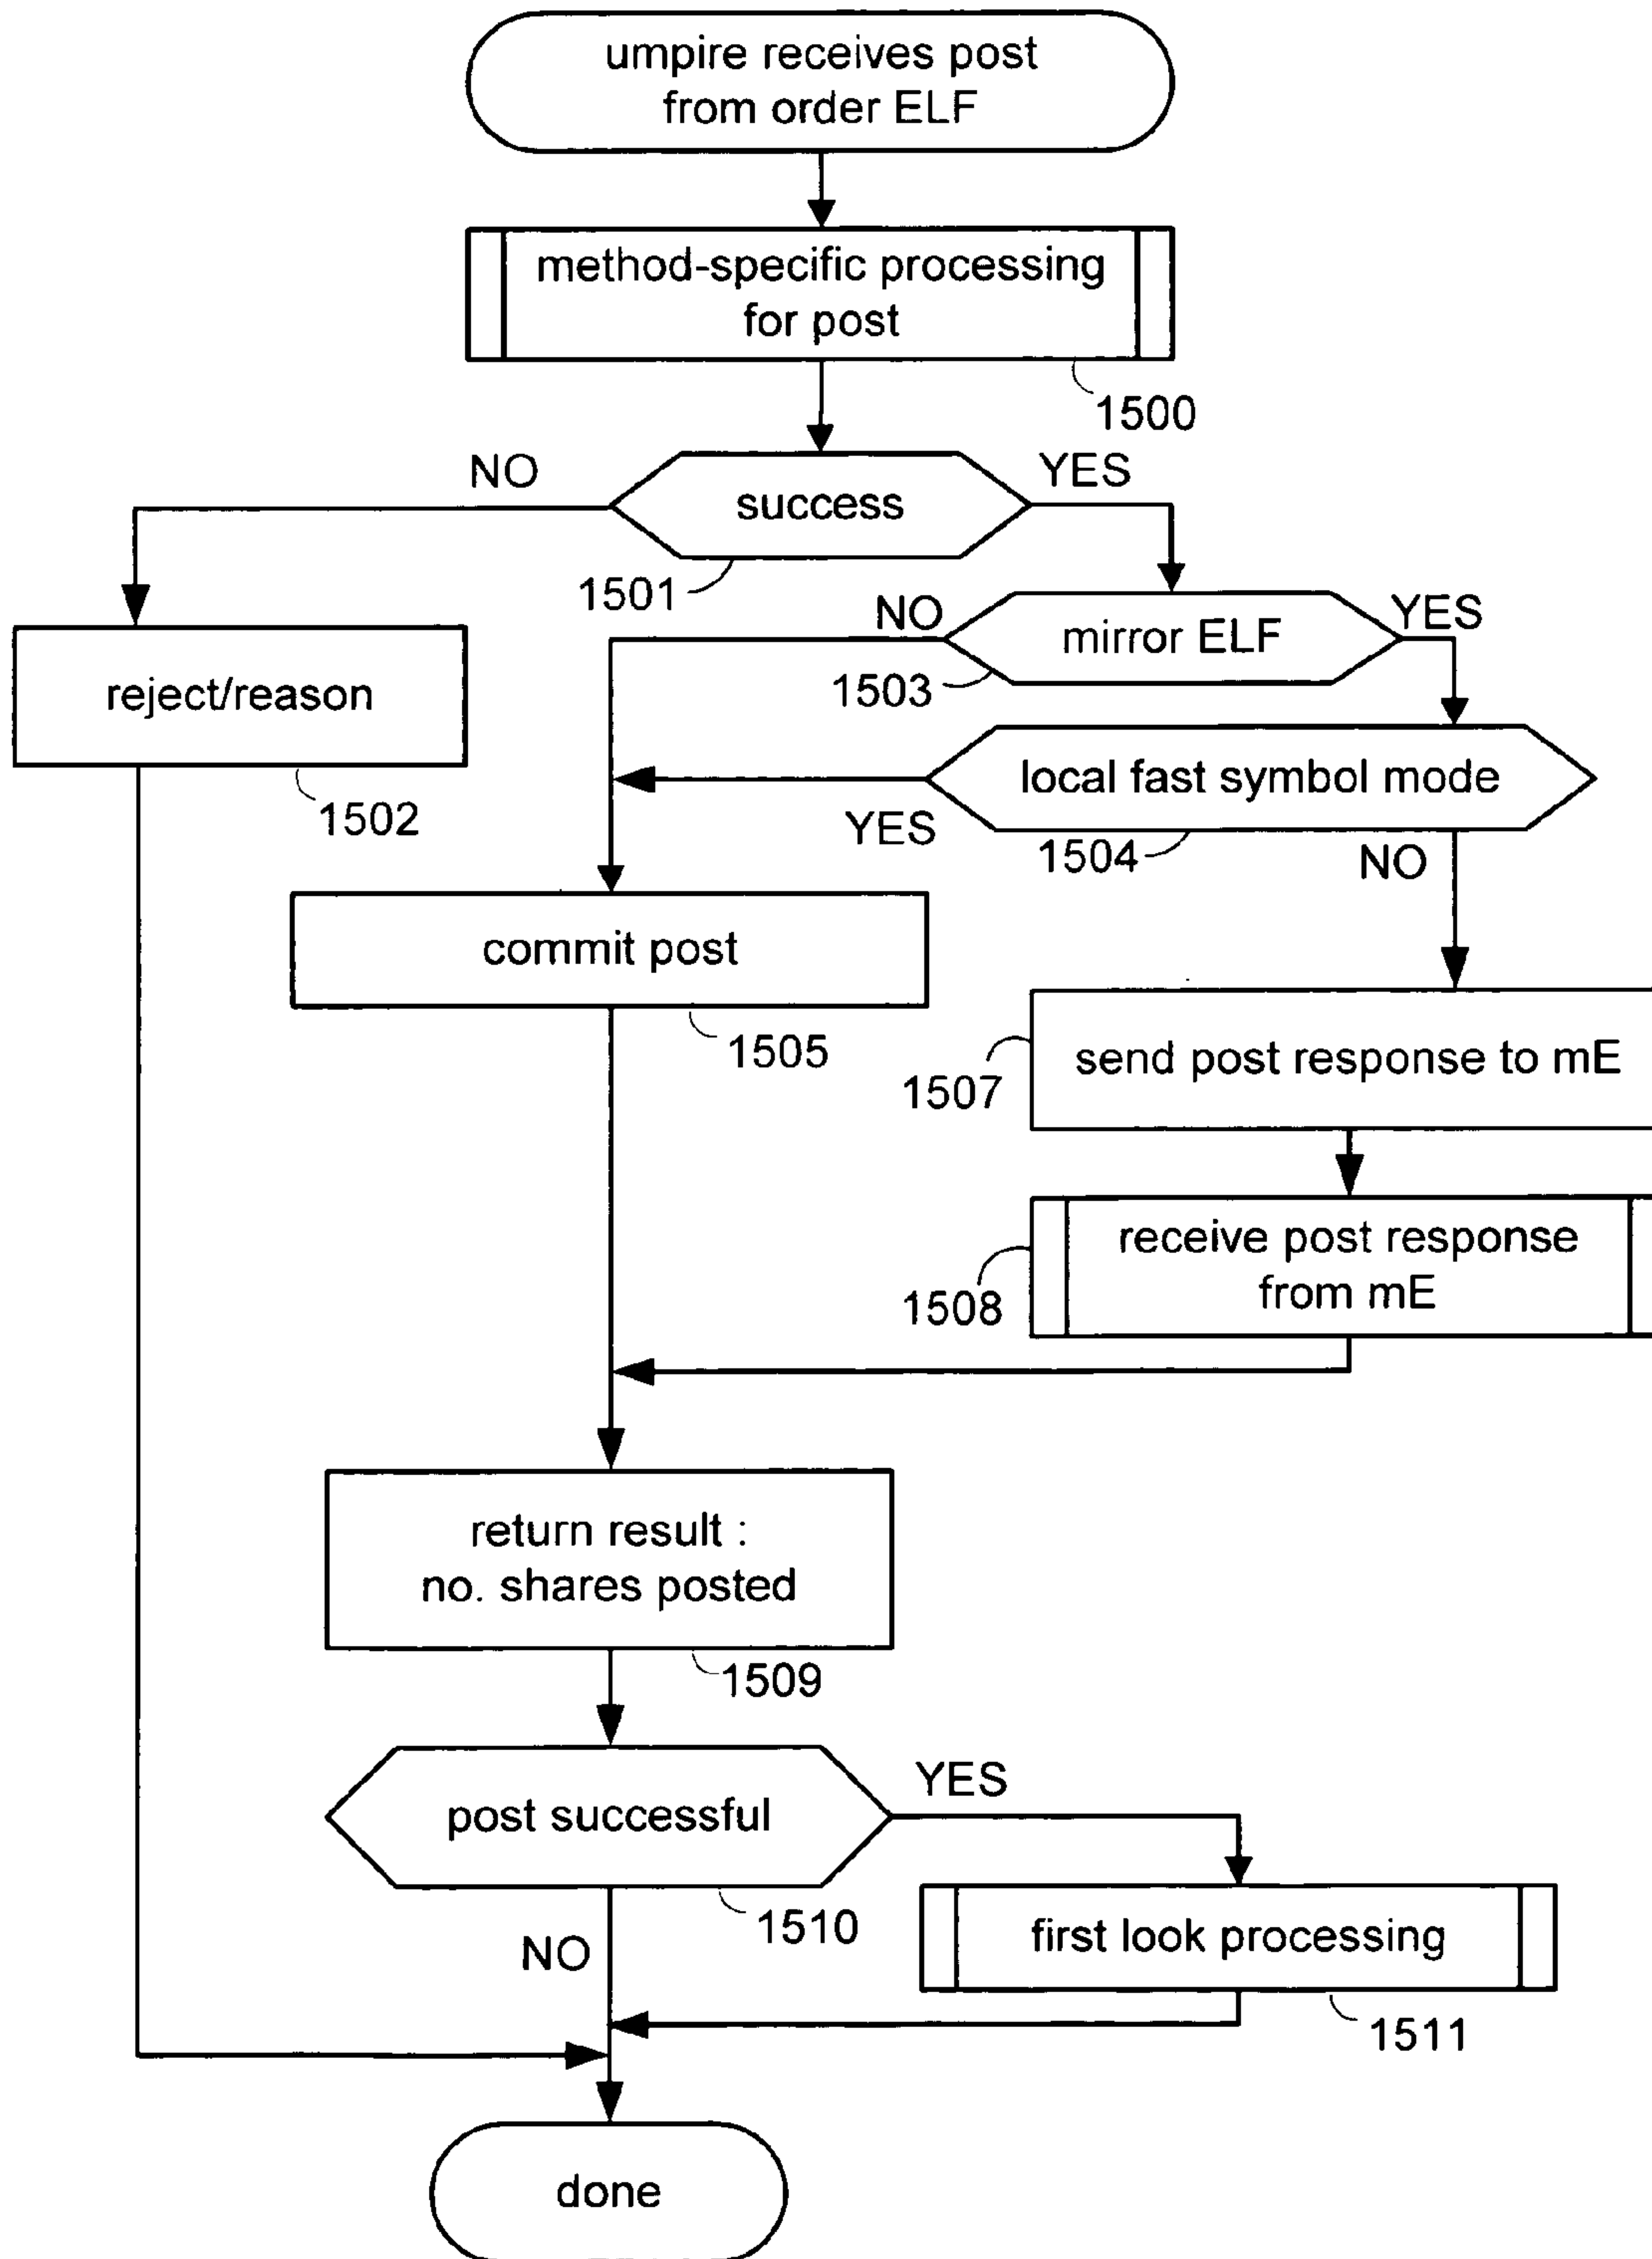 umpire receives post
from order ELF
method-specific processing
for post
1500
NO
YES
success
1501
NO
YES
mirror ELF
1503
reject/reason
1502
local fast symbol mode
YES
1504
NO
commit post
1505
send post response to mE
1507
receive post response
from mE
1508
return result :
no. shares posted
1509
YES
post successful
1510
NO
first look processing
1511
done